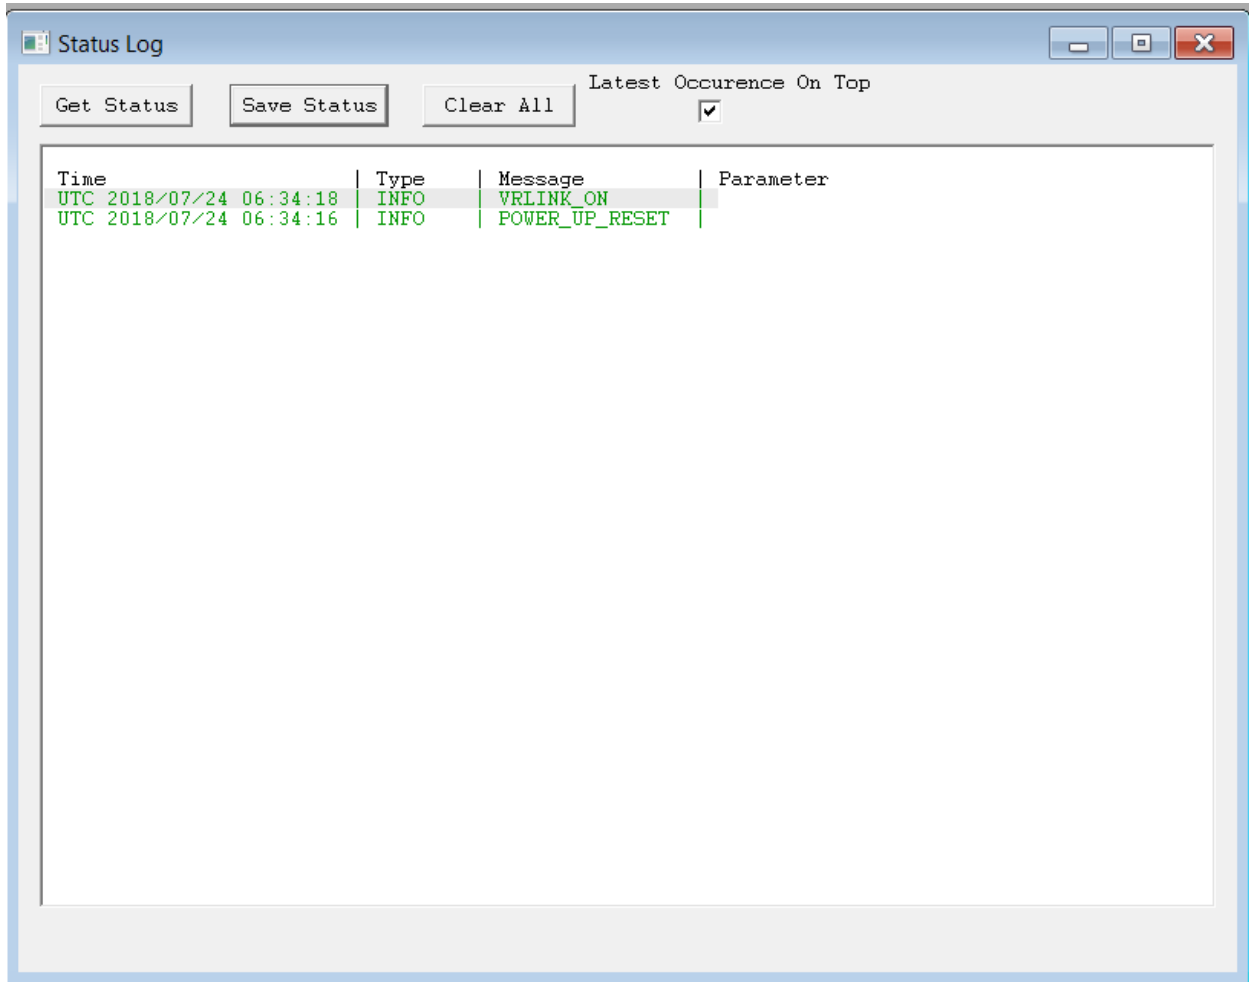 Status Log
Latest Occurence On Top
Get Status Save Status Clear All
Time | Type | Message | Parameter
UTC 2018/07/24 06:34:18 | INFO | VRLINK_ON |
UTC 2018/07/24 06:34:16 | INFO | POWER_UP_RESET |